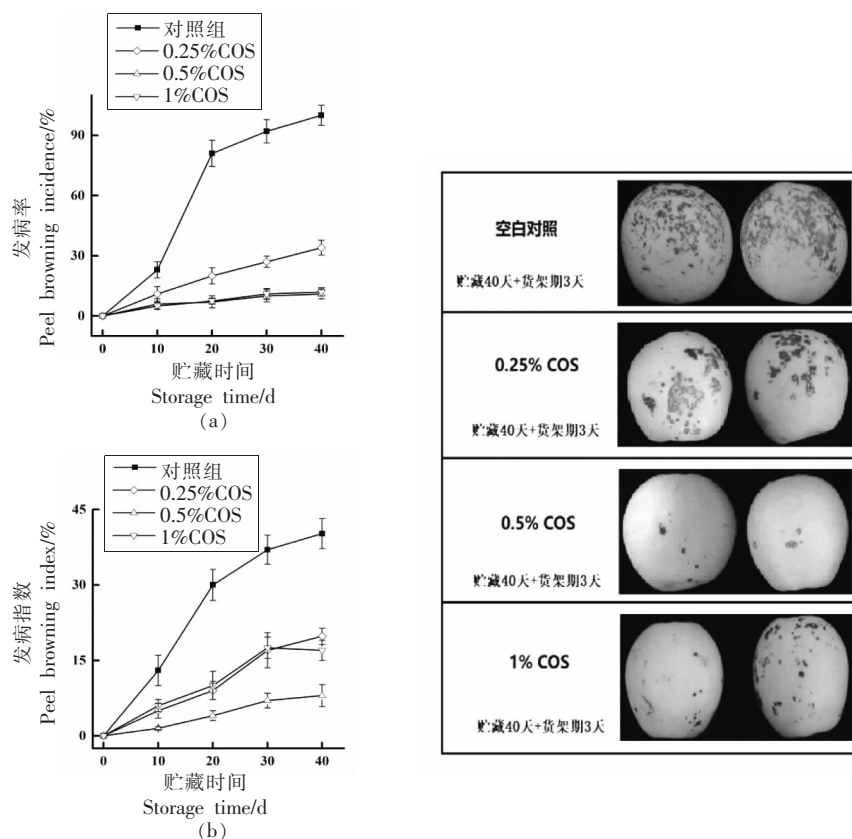 对照组
0.25%COS
0.5%COS
1%COS
发病率
Peel browning incidence/%
90
60
30
0
0 10 20 30 40
贮藏时间
Storage time/d
(a)
对照组
0.25%COS
0.5%COS
1%COS
发病指数
Peel browning index/%
45
30
15
0
0 10 20 30 40
贮藏时间
Storage time/d
(b)
空白对照
贮藏40天+货架期3天
0.25% COS
贮藏40天+货架期3天
0.5% COS
贮藏40天+货架期3天
1% COS
贮藏40天+货架期3天